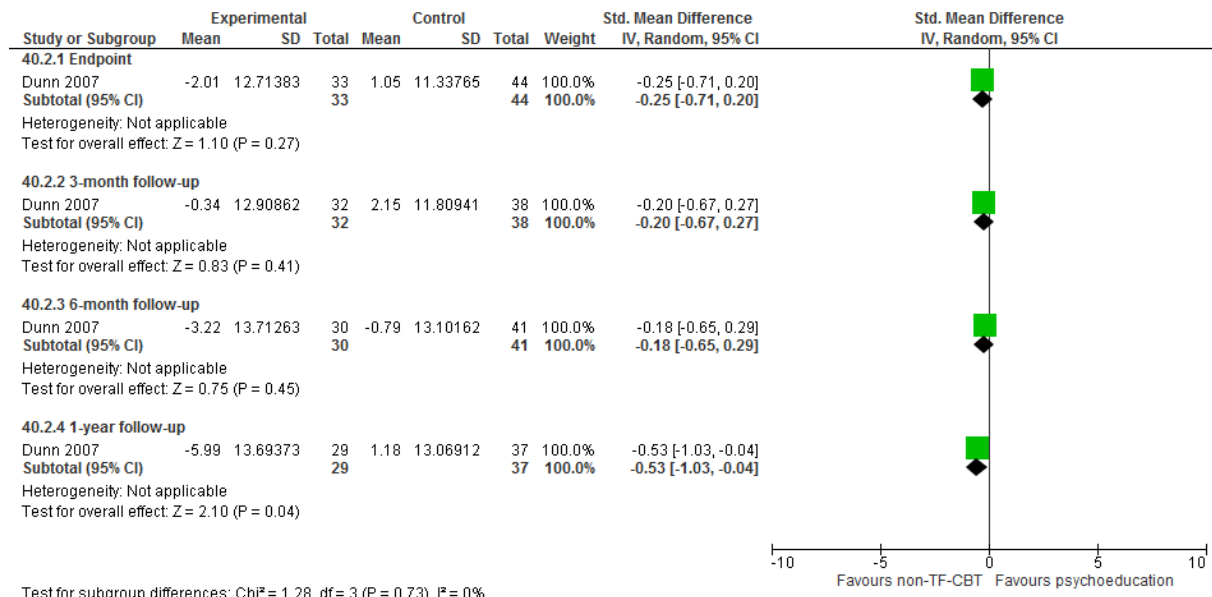 Experimental Control Std. Mean Difference Std. Mean Difference
Study or Subgroup Mean SD Total Mean SD Total Weight IV, Random, 95% CI IV, Random, 95% CI
40.2.1 Endpoint
Dunn 2007 -2.01 12.71383 33 1.05 11.33765 44 100.0% -0.25 [-0.71, 0.20]
Subtotal (95% CI) 33 44 100.0% -0.25 [-0.71, 0.20]
Heterogeneity: Not applicable
Test for overall effect: Z = 1.10 (P = 0.27)
40.2.2 3-month follow-up
Dunn 2007 -0.34 12.90862 32 2.15 11.80941 38 100.0% -0.20 [-0.67, 0.27]
Subtotal (95% CI) 32 38 100.0% -0.20 [-0.67, 0.27]
Heterogeneity: Not applicable
Test for overall effect: Z = 0.83 (P = 0.41)
40.2.3 6-month follow-up
Dunn 2007 -3.22 13.71263 30 -0.79 13.10162 41 100.0% -0.18 [-0.65, 0.29]
Subtotal (95% CI) 30 41 100.0% -0.18 [-0.65, 0.29]
Heterogeneity: Not applicable
Test for overall effect: Z = 0.75 (P = 0.45)
40.2.4 1-year follow-up
Dunn 2007 -5.99 13.69373 29 1.18 13.06912 37 100.0% -0.53 [-1.03, -0.04]
Subtotal (95% CI) 29 37 100.0% -0.53 [-1.03, -0.04]
Heterogeneity: Not applicable
Test for overall effect: Z = 2.10 (P = 0.04)
-10 -5 0 5 10
Favours non-TF-CBT Favours psychoeducation
Test for subgroup differences: Chi² = 1.28, df = 3 (P = 0.73), I² = 0%